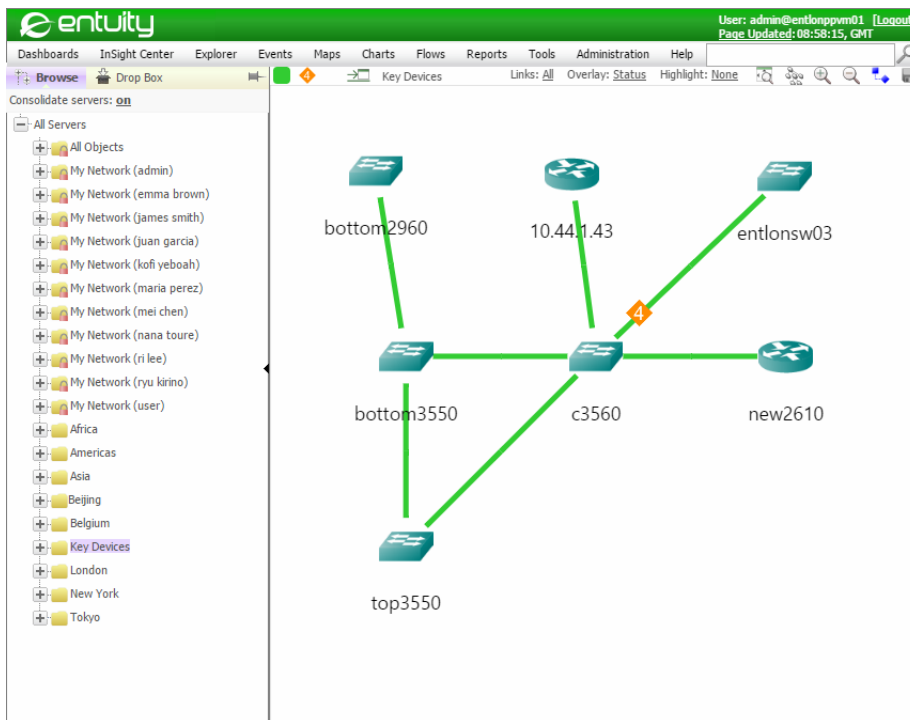 entuity
User: admin@entlonppvm01 [Logout
Page Updated: 08:58:15, GMT
Dashboards InSight Center Explorer Events Maps Charts Flows Reports Tools Administration Help
Browse Drop Box
4 Key Devices Links: All Overlay: Status Highlight: None
Consolidate servers: on
All Servers
All Objects
My Network (admin)
My Network (emma brown)
My Network (james smith)
My Network (juan garcia)
My Network (kofi yeboah)
My Network (maria perez)
My Network (mei chen)
My Network (nana toure)
My Network (ri lee)
My Network (ryu kirino)
My Network (user)
Africa
Americas
Asia
Beijing
Belgium
Key Devices
London
New York
Tokyo
bottom2960
10.44.1.43
entlonsw03
4
bottom3550
c3560
new2610
top3550